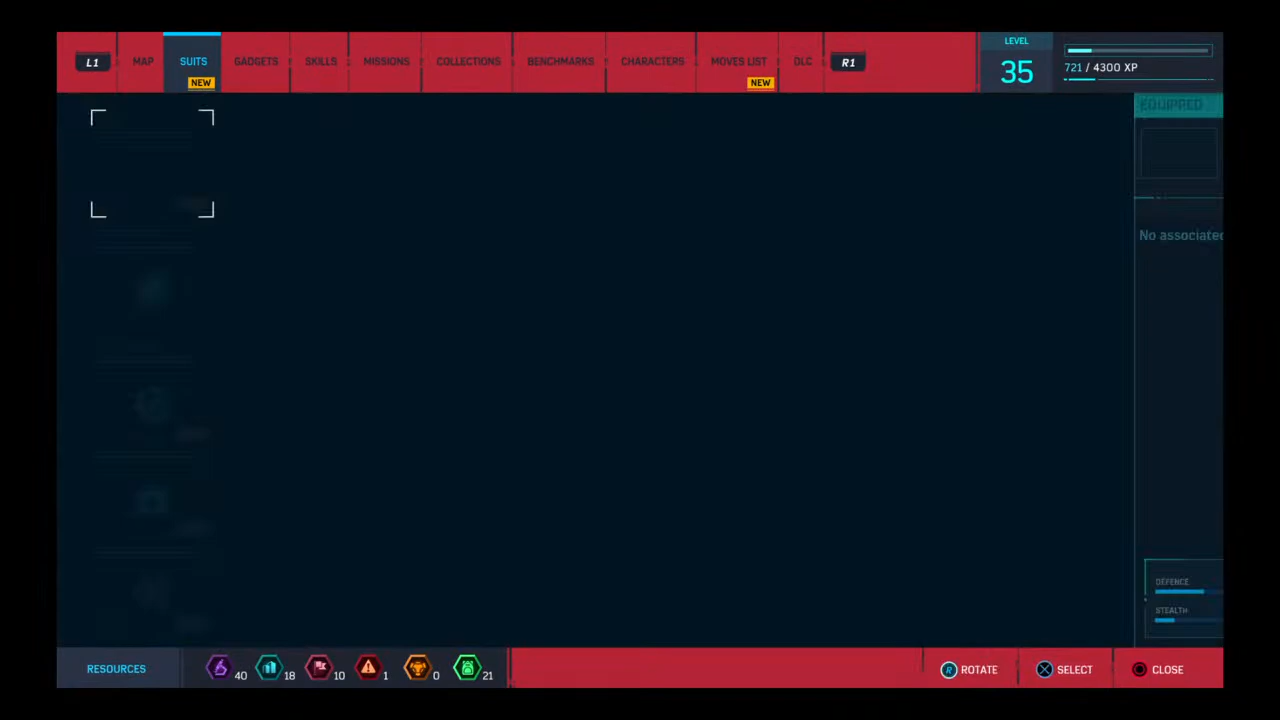 L1 MAP SUITS GADGETS SKILLS MISSIONS COLLECTIONS BENCHMARKS CHARACTERS MOVES LIST DLC R1
NEW NEW
LEVEL
35
721 / 4300 XP
EQUIPPED
No associated
DEFENCE
STEALTH
RESOURCES 40 18 10 1 0 21 R ROTATE SELECT CLOSE